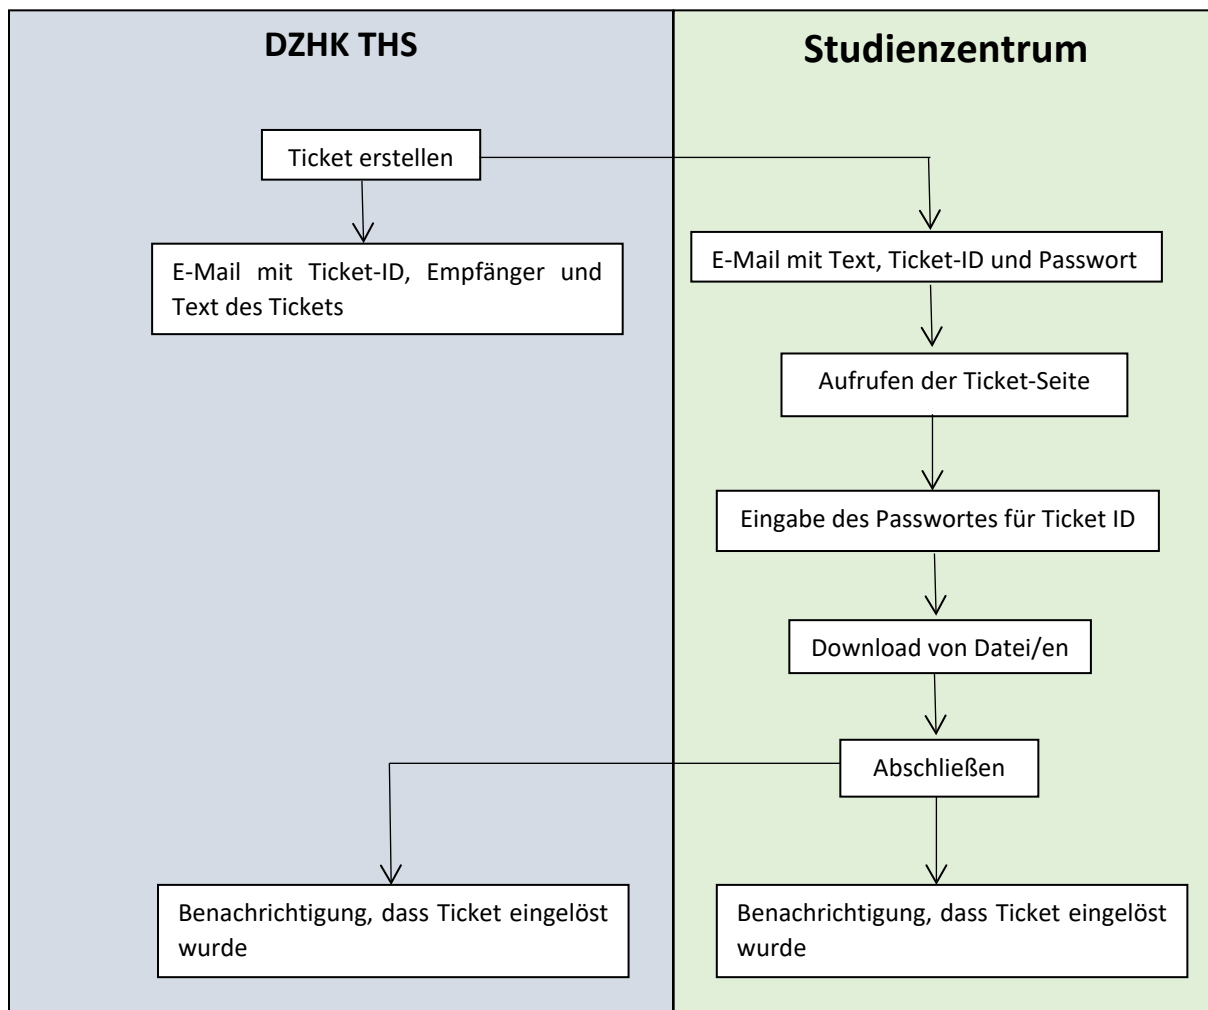 DZHK THS
Studienzentrum
Ticket erstellen
E-Mail mit Ticket-ID, Empfänger und
Text des Tickets
E-Mail mit Text, Ticket-ID und Passwort
Aufrufen der Ticket-Seite
Eingabe des Passwortes für Ticket ID
Download von Datei/en
Abschließen
Benachrichtigung, dass Ticket eingelöst
wurde
Benachrichtigung, dass Ticket eingelöst
wurde